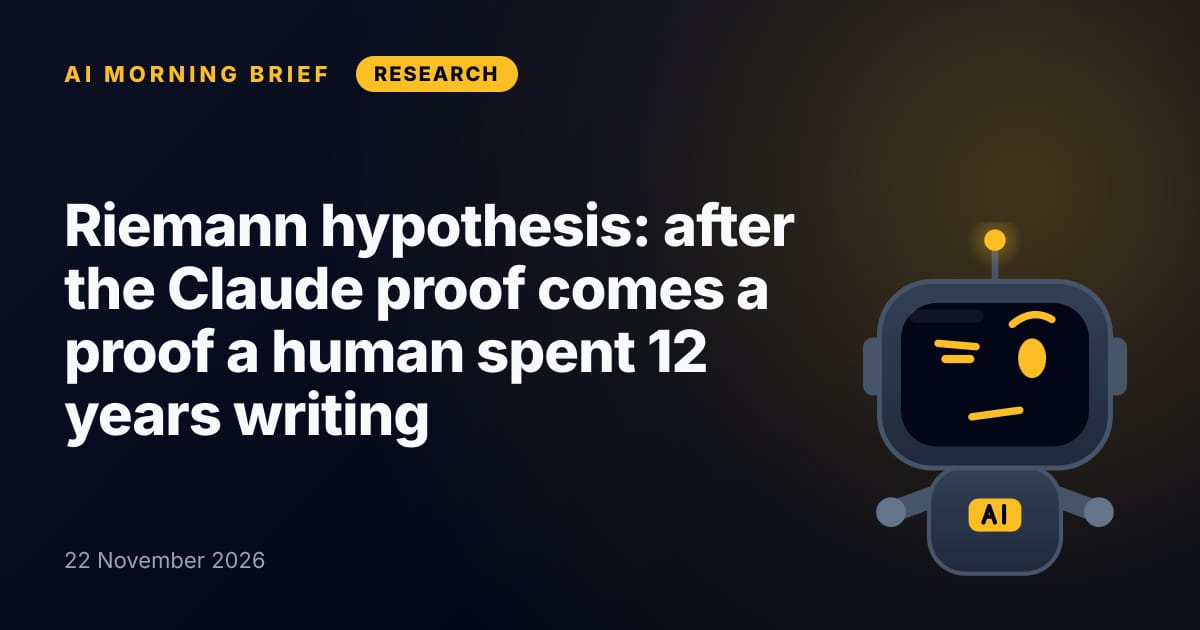 AI MORNING BRIEF
RESEARCH
Riemann hypothesis: after
the Claude proof comes a
proof a human spent 12
years writing
AI
22 November 2026